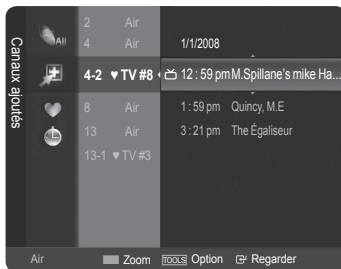 Canaux ajoutés
All
2 Air
4 Air 1/1/2008
4-2 ♥ TV #8 12 : 59 pm M.Spillane's mike Ha...
8 Air 1 : 59 pm Quincy, M.E
13 Air 3 : 21 pm The Égaliseur
13-1 ♥ TV #3
Air Zoom TOOLS Option Regarder